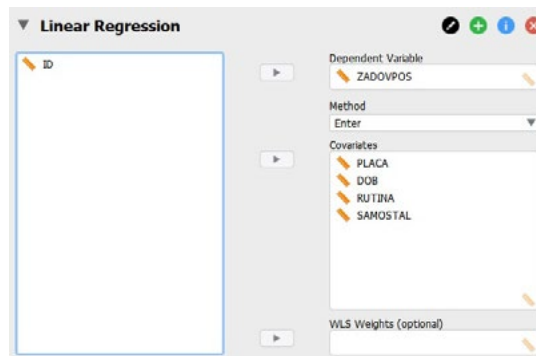 Linear Regression
ID
Dependent Variable
ZADOVPOS
Method
Enter
Covariates
PLACA
DOB
RUTINA
SAMOSTAL
WLS Weights (optional)